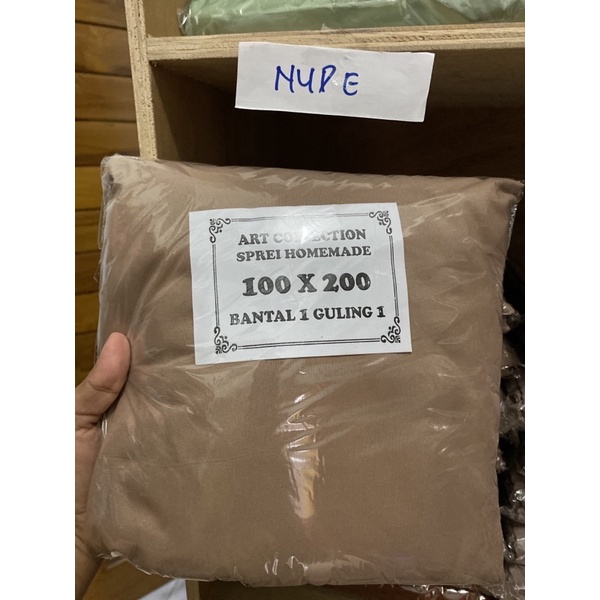 NUDE
ART COLLECTION
SPREI HOMEMADE
100 X 200
BANTAL 1 GULING 1